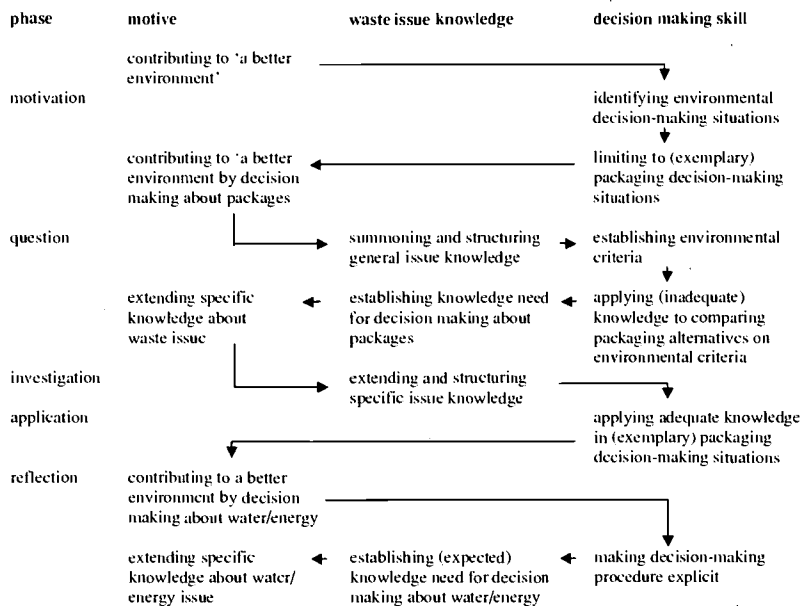 phase motive waste issue knowledge decision making skill
contributing to 'a better
environment'
motivation
identifying environmental
decision-making situations
contributing to 'a better
environment by decision
making about packages
limiting to (exemplary)
packaging decision-making
situations
question
summoning and structuring
general issue knowledge
establishing environmental
criteria
extending specific
knowledge about
waste issue
establishing knowledge need
for decision making about
packages
applying (inadequate)
knowledge to comparing
packaging alternatives on
environmental criteria
investigation
extending and structuring
specific issue knowledge
application
applying adequate knowledge
in (exemplary) packaging
decision-making situations
reflection
contributing to a better
environment by decision
making about water/energy
extending specific
knowledge about water/
energy issue
establishing (expected)
knowledge need for decision
making about water/energy
making decision-making
procedure explicit